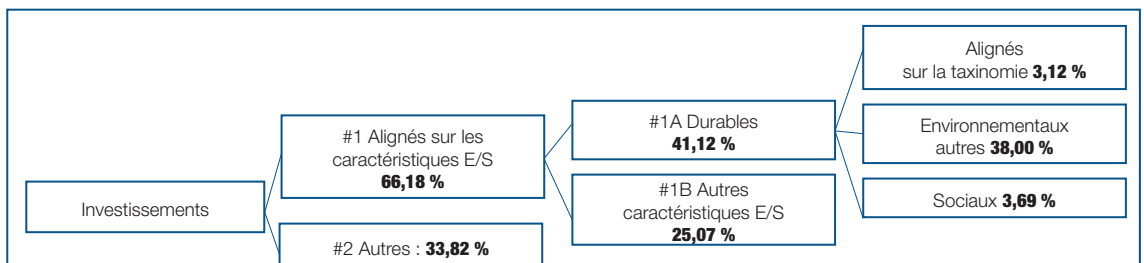 Investissements
#1 Alignés sur les
caractéristiques E/S
66,18 %
#2 Autres : 33,82 %
#1A Durables
41,12 %
#1B Autres
caractéristiques E/S
25,07 %
Alignés
sur la taxinomie 3,12 %
Environnementaux
autres 38,00 %
Sociaux 3,69 %